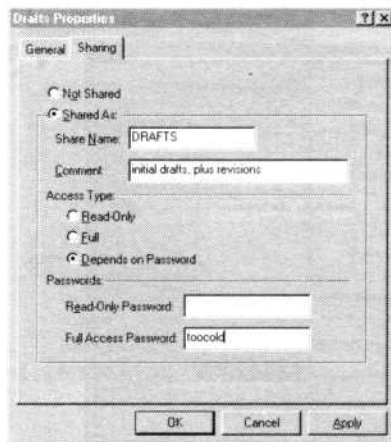 Drafts Properties ? x
General Sharing
Not Shared
Shared As:
Share Name: DRAFTS
Comment: initial drafts, plus revisions
Access Type:
Read-Only
Full
Depends on Password
Passwords:
Read-Only Password:
Full Access Password: toocold
OK Cancel Apply